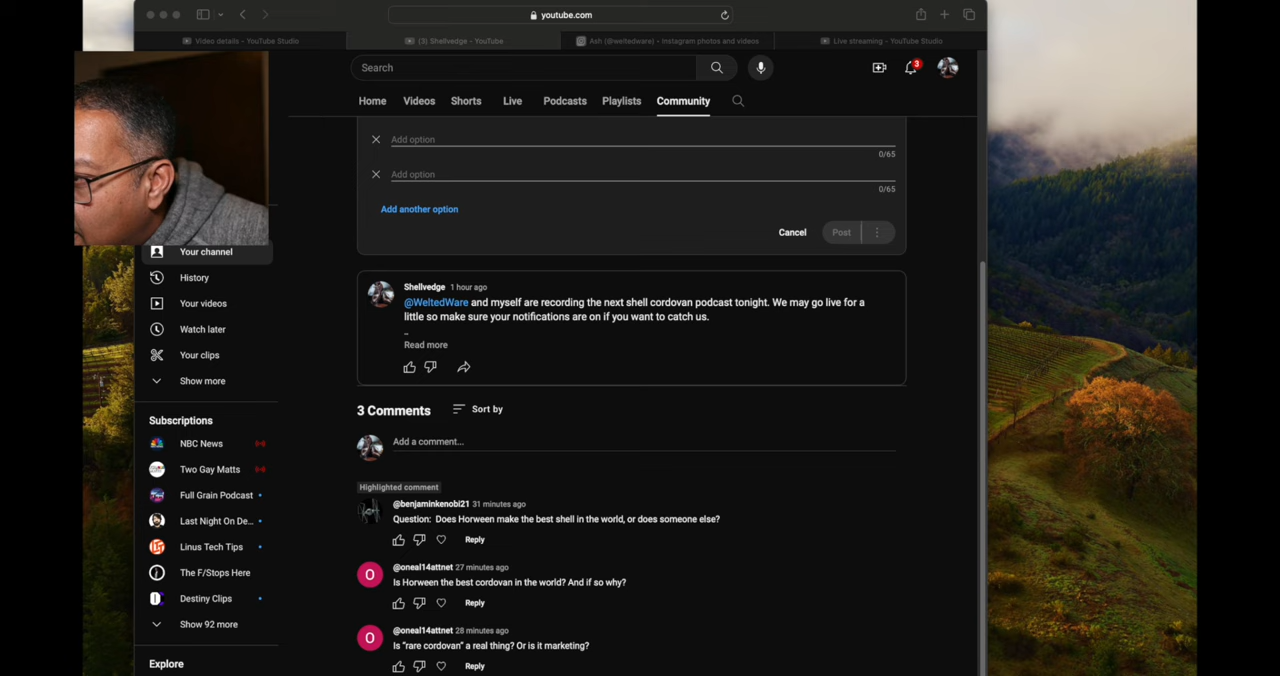 youtube.com
Video details - YouTube Studio
(3) Shellvedge - YouTube
Ash (@weltedware) • Instagram photos and videos
Live streaming - YouTube Studio
Search
3
Home Videos Shorts Live Podcasts Playlists Community
Add option
0/65
Add option
0/65
Add another option
Cancel Post
Your channel
History
Your videos
Watch later
Your clips
Show more
Subscriptions
NBC News
Two Gay Matts
Full Grain Podcast
Last Night On De...
Linus Tech Tips
The F/Stops Here
Destiny Clips
Show 92 more
Explore
Shellvedge 1 hour ago
@WeltedWare and myself are recording the next shell cordovan podcast tonight. We may go live for a
little so make sure your notifications are on if you want to catch us.
_
Read more
3 Comments Sort by
Add a comment...
Highlighted comment
@benjaminkenobi21 31 minutes ago
Question: Does Horween make the best shell in the world, or does someone else?
Reply
O
@oneal14attnet 27 minutes ago
Is Horween the best cordovan in the world? And if so why?
Reply
O
@oneal14attnet 28 minutes ago
Is “rare cordovan” a real thing? Or is it marketing?
Reply